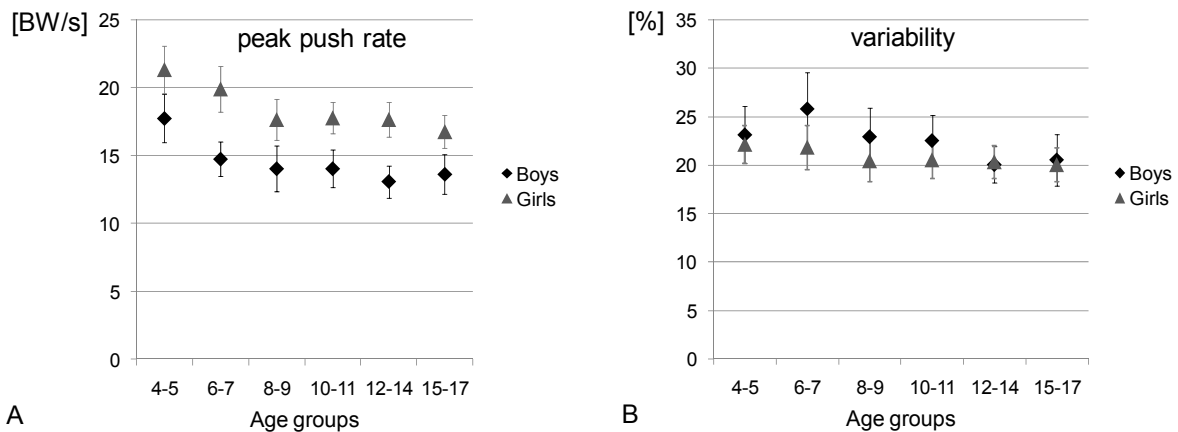 [BW/s]
peak push rate
25
20
15
10
5
0
4-5 6-7 8-9 10-11 12-14 15-17
Age groups
Boys
Girls
A
[%]
variability
35
30
25
20
15
10
5
0
4-5 6-7 8-9 10-11 12-14 15-17
Age groups
Boys
Girls
B